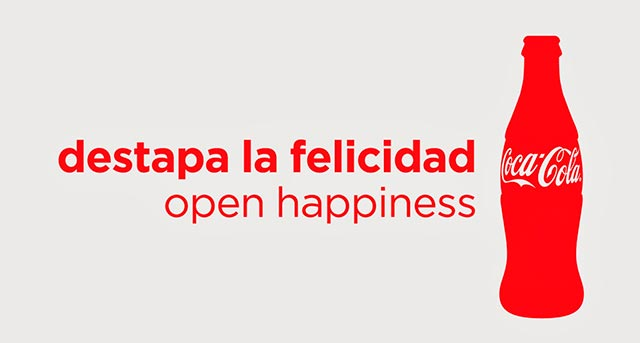 destapa la felicidad
open happiness
Coca-Cola